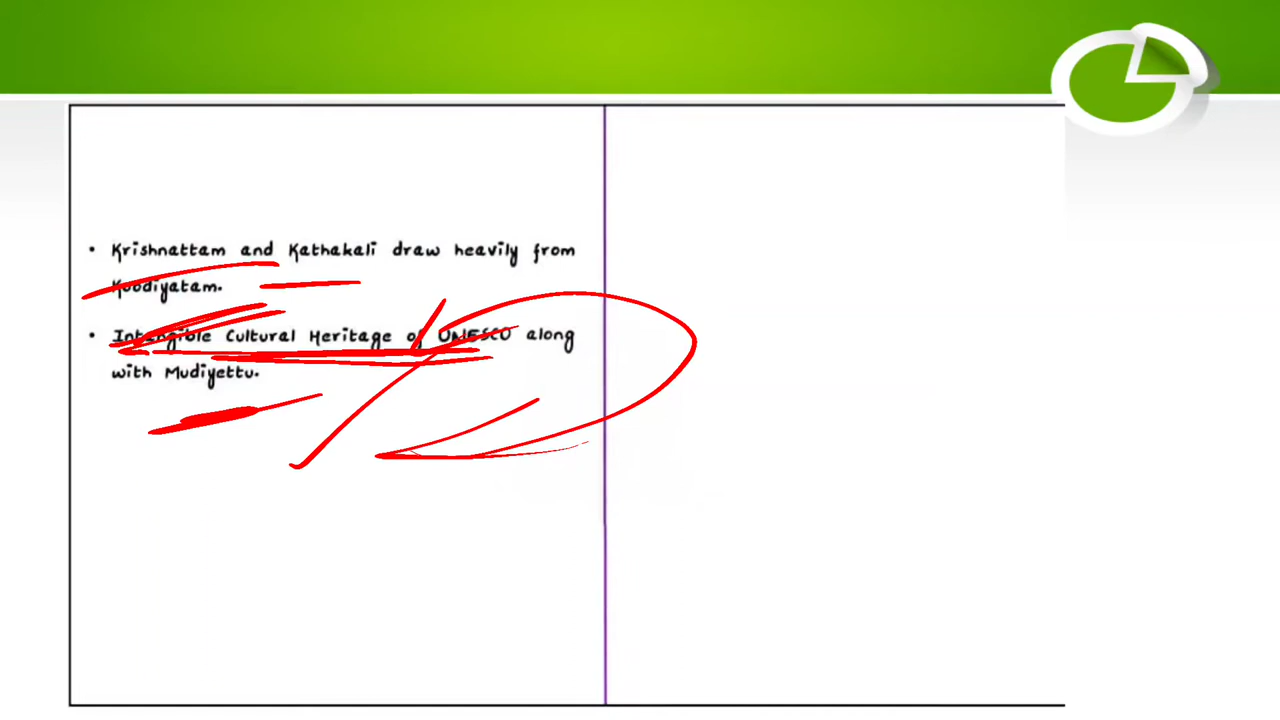 • Krishnattam and Kathakali draw heavily from
Koodiyatam.
• Intangible Cultural Heritage of UNESCO along
with Mudiyettu.